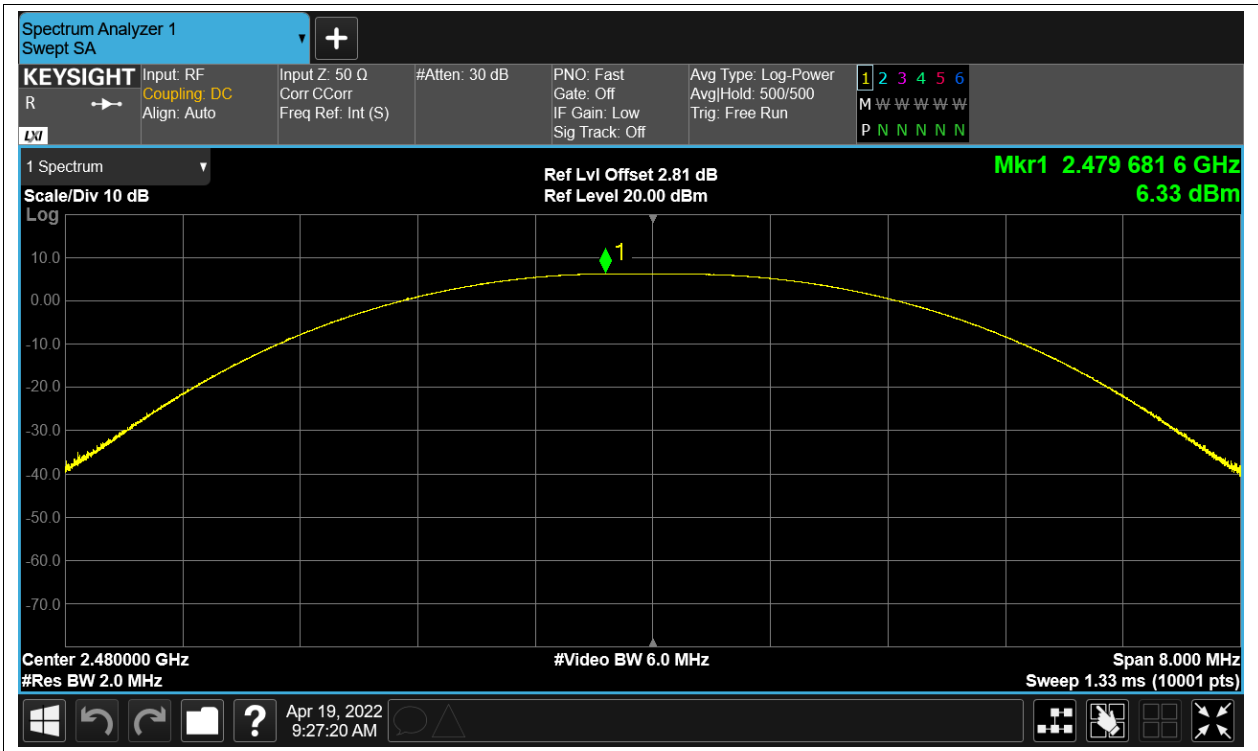 Spectrum Analyzer 1
Swept SA
KEYSIGHT
R
LXI
Input: RF
Coupling: DC
Align: Auto
Input Z: 50 Ω
Corr CCorr
Freq Ref: Int (S)
#Atten: 30 dB
PNO: Fast
Gate: Off
IF Gain: Low
Sig Track: Off
Avg Type: Log-Power
Avg|Hold: 500/500
Trig: Free Run
1 2 3 4 5 6
M W W W W W
P N N N N N
1 Spectrum
Scale/Div 10 dB
Log
Ref Lvl Offset 2.81 dB
Ref Level 20.00 dBm
Mkr1 2.479 681 6 GHz
6.33 dBm
1
10.0
0.00
-10.0
-20.0
-30.0
-40.0
-50.0
-60.0
-70.0
Center 2.480000 GHz
#Res BW 2.0 MHz
#Video BW 6.0 MHz
Span 8.000 MHz
Sweep 1.33 ms (10001 pts)
?
Apr 19, 2022
9:27:20 AM